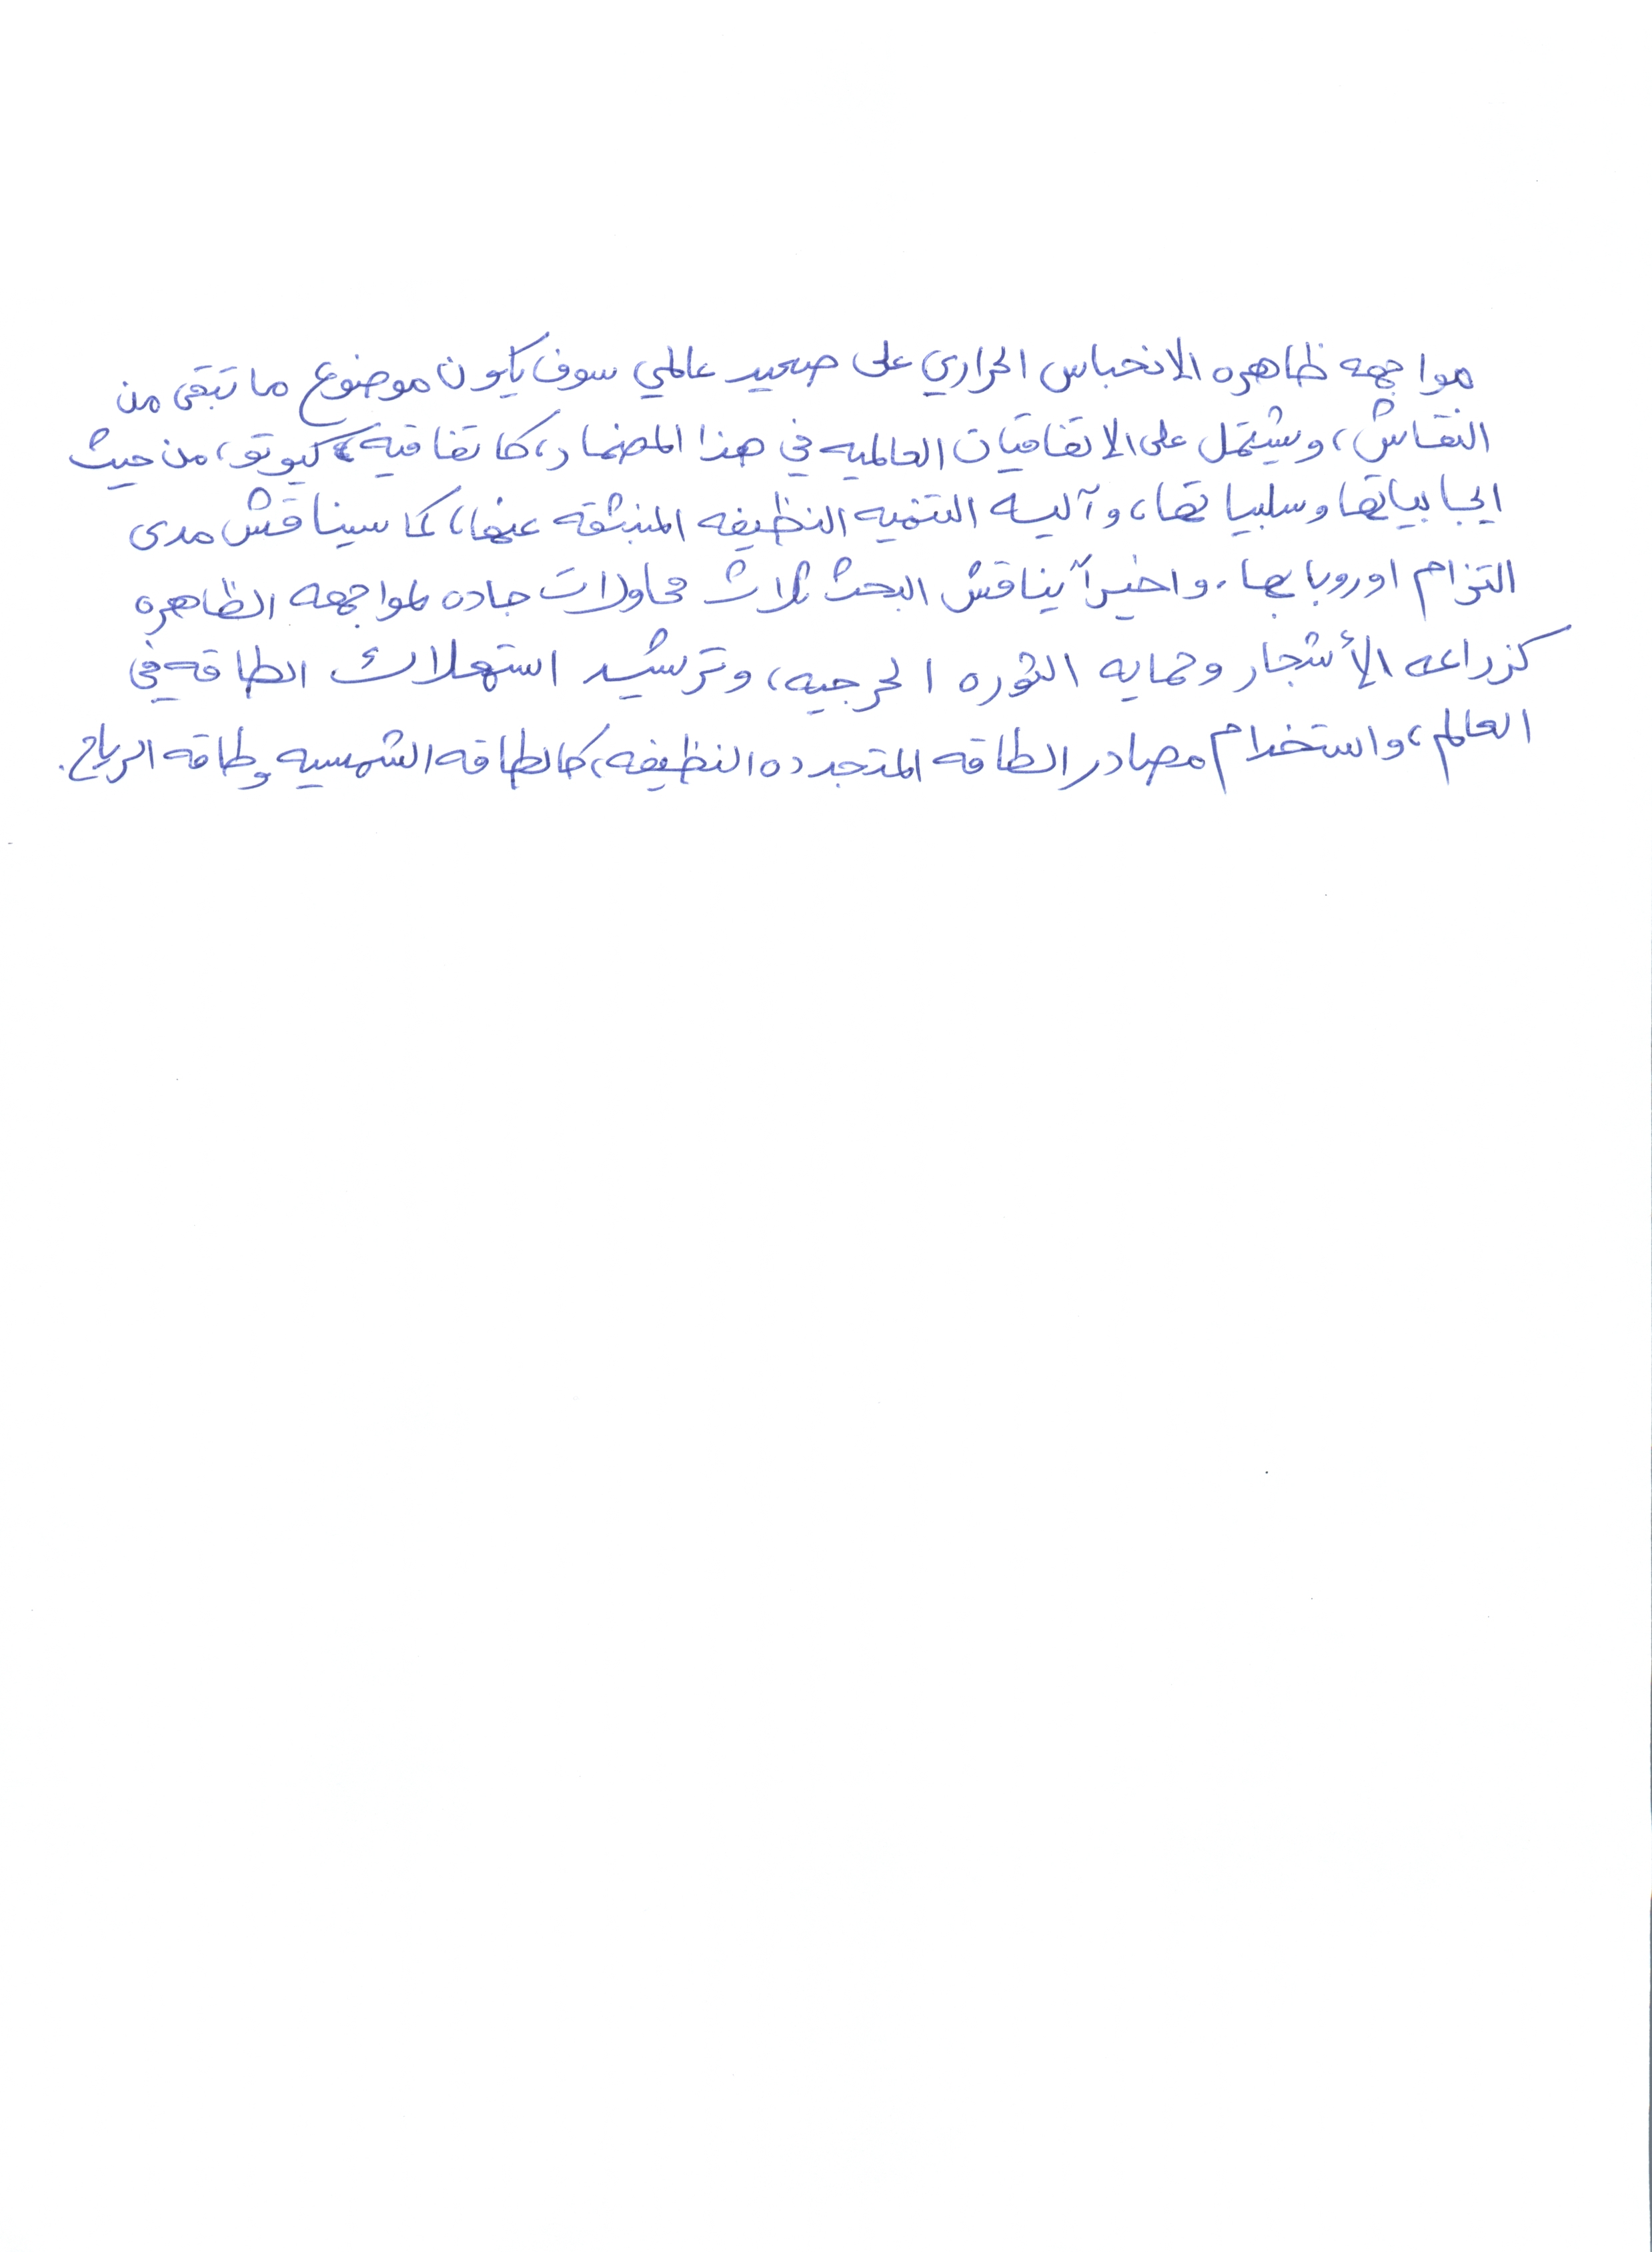 مواجهه ظاهره الانحباس الحراري على صعيد عالمي سوف يكون موضوع ما تبقى من
النقاش، ويشتمل على الاتفاقيات العالميه في هذا المضمار، كاتفاقية كيوتو، من حيث
ايجابياتها وسلبياتها، وآليه التنميه النظيفه المنبثقه عنها، كما سيناقش مدى
التزام اوروبا بها. واخيراً يناقش البحث ثلاث محاولات جاده لمواجهه الظاهره
كزراعه الأشجار وحمايه الثوره الحرجيه، وترشيد استهلاك الطاقه في
العالم، واستخدام مصادر الطاقه المتجدده النظيفه، كالطاقه الشمسيه وطاقه الرياح.